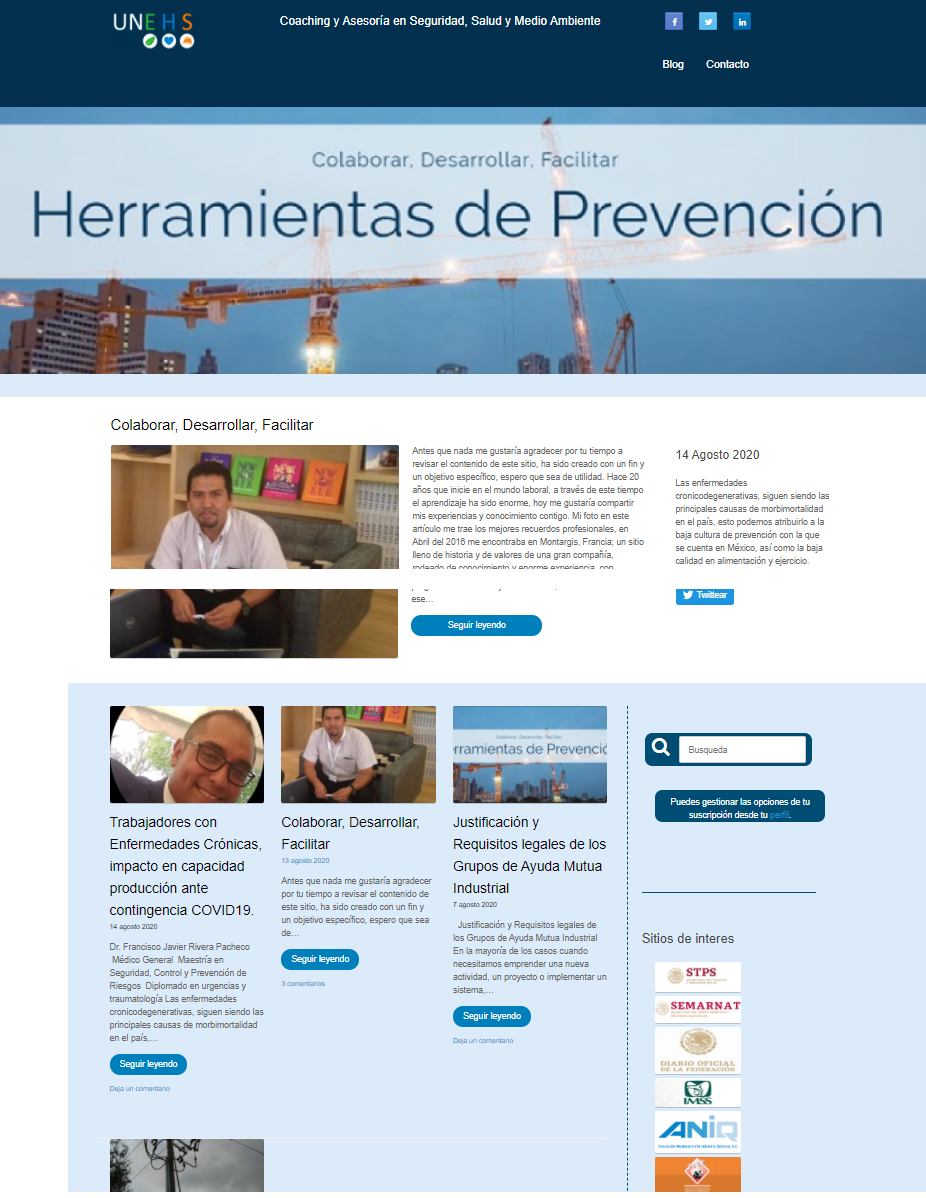 UNEHS
Coaching y Asesoría en Seguridad, Salud y Medio Ambiente
Blog Contacto
Colaborar, Desarrollar, Facilitar
Herramientas de Prevención
Colaborar, Desarrollar, Facilitar
Antes que nada me gustaría agradecer por tu tiempo a
revisar el contenido de este sitio, ha sido creado con un fin y
un objetivo específico, espero que sea de utilidad. Hace 20
años que inicie en el mundo laboral, a través de este tiempo
el aprendizaje ha sido enorme, hoy me gustaría compartir
mis experiencias y conocimiento contigo. Mi foto en este
artículo me trae los mejores recuerdos profesionales, en
Abril del 2016 me encontraba en Montargis, Francia; un sitio
lleno de historia y de valores de una gran compañía,
rodeado de conocimiento y enorme experiencia, con
ese...
Seguir leyendo
14 Agosto 2020
Las enfermedades
cronicodegenerativas, siguen siendo las
principales causas de morbimortalidad
en el país, esto podemos atribuirlo a la
baja cultura de prevención con la que
se cuenta en México, así como la baja
calidad en alimentación y ejercicio.
Twittear
Trabajadores con
Enfermedades Crónicas,
impacto en capacidad
producción ante
contingencia COVID19.
14 agosto 2020
Dr. Francisco Javier Rivera Pacheco
Médico General Maestría en
Seguridad, Control y Prevención de
Riesgos Diplomado en urgencias y
traumatología Las enfermedades
cronicodegenerativas, siguen siendo las
principales causas de morbimortalidad
en el país,...
Seguir leyendo
Deja un comentario
Colaborar, Desarrollar,
Facilitar
13 agosto 2020
Antes que nada me gustaría agradecer
por tu tiempo a revisar el contenido de
este sitio, ha sido creado con un fin y
un objetivo específico, espero que sea
de...
Seguir leyendo
3 comentarios
Colaborar, Desarrollar, Facilitar
erramientas de Prevenció
Justificación y
Requisitos legales de los
Grupos de Ayuda Mutua
Industrial
7 agosto 2020
Justificación y Requisitos legales de
los Grupos de Ayuda Mutua Industrial
En la mayoría de los casos cuando
necesitamos emprender una nueva
actividad, un proyecto o implementar un
sistema,...
Seguir leyendo
Deja un comentario
Busqueda
Puedes gestionar las opciones de tu
suscripción desde tu perfil.
Sitios de interes
STPS
SEMARNAT
DIARIO OFICIAL
DE LA FEDERACIÓN
IMSS
ANIQ